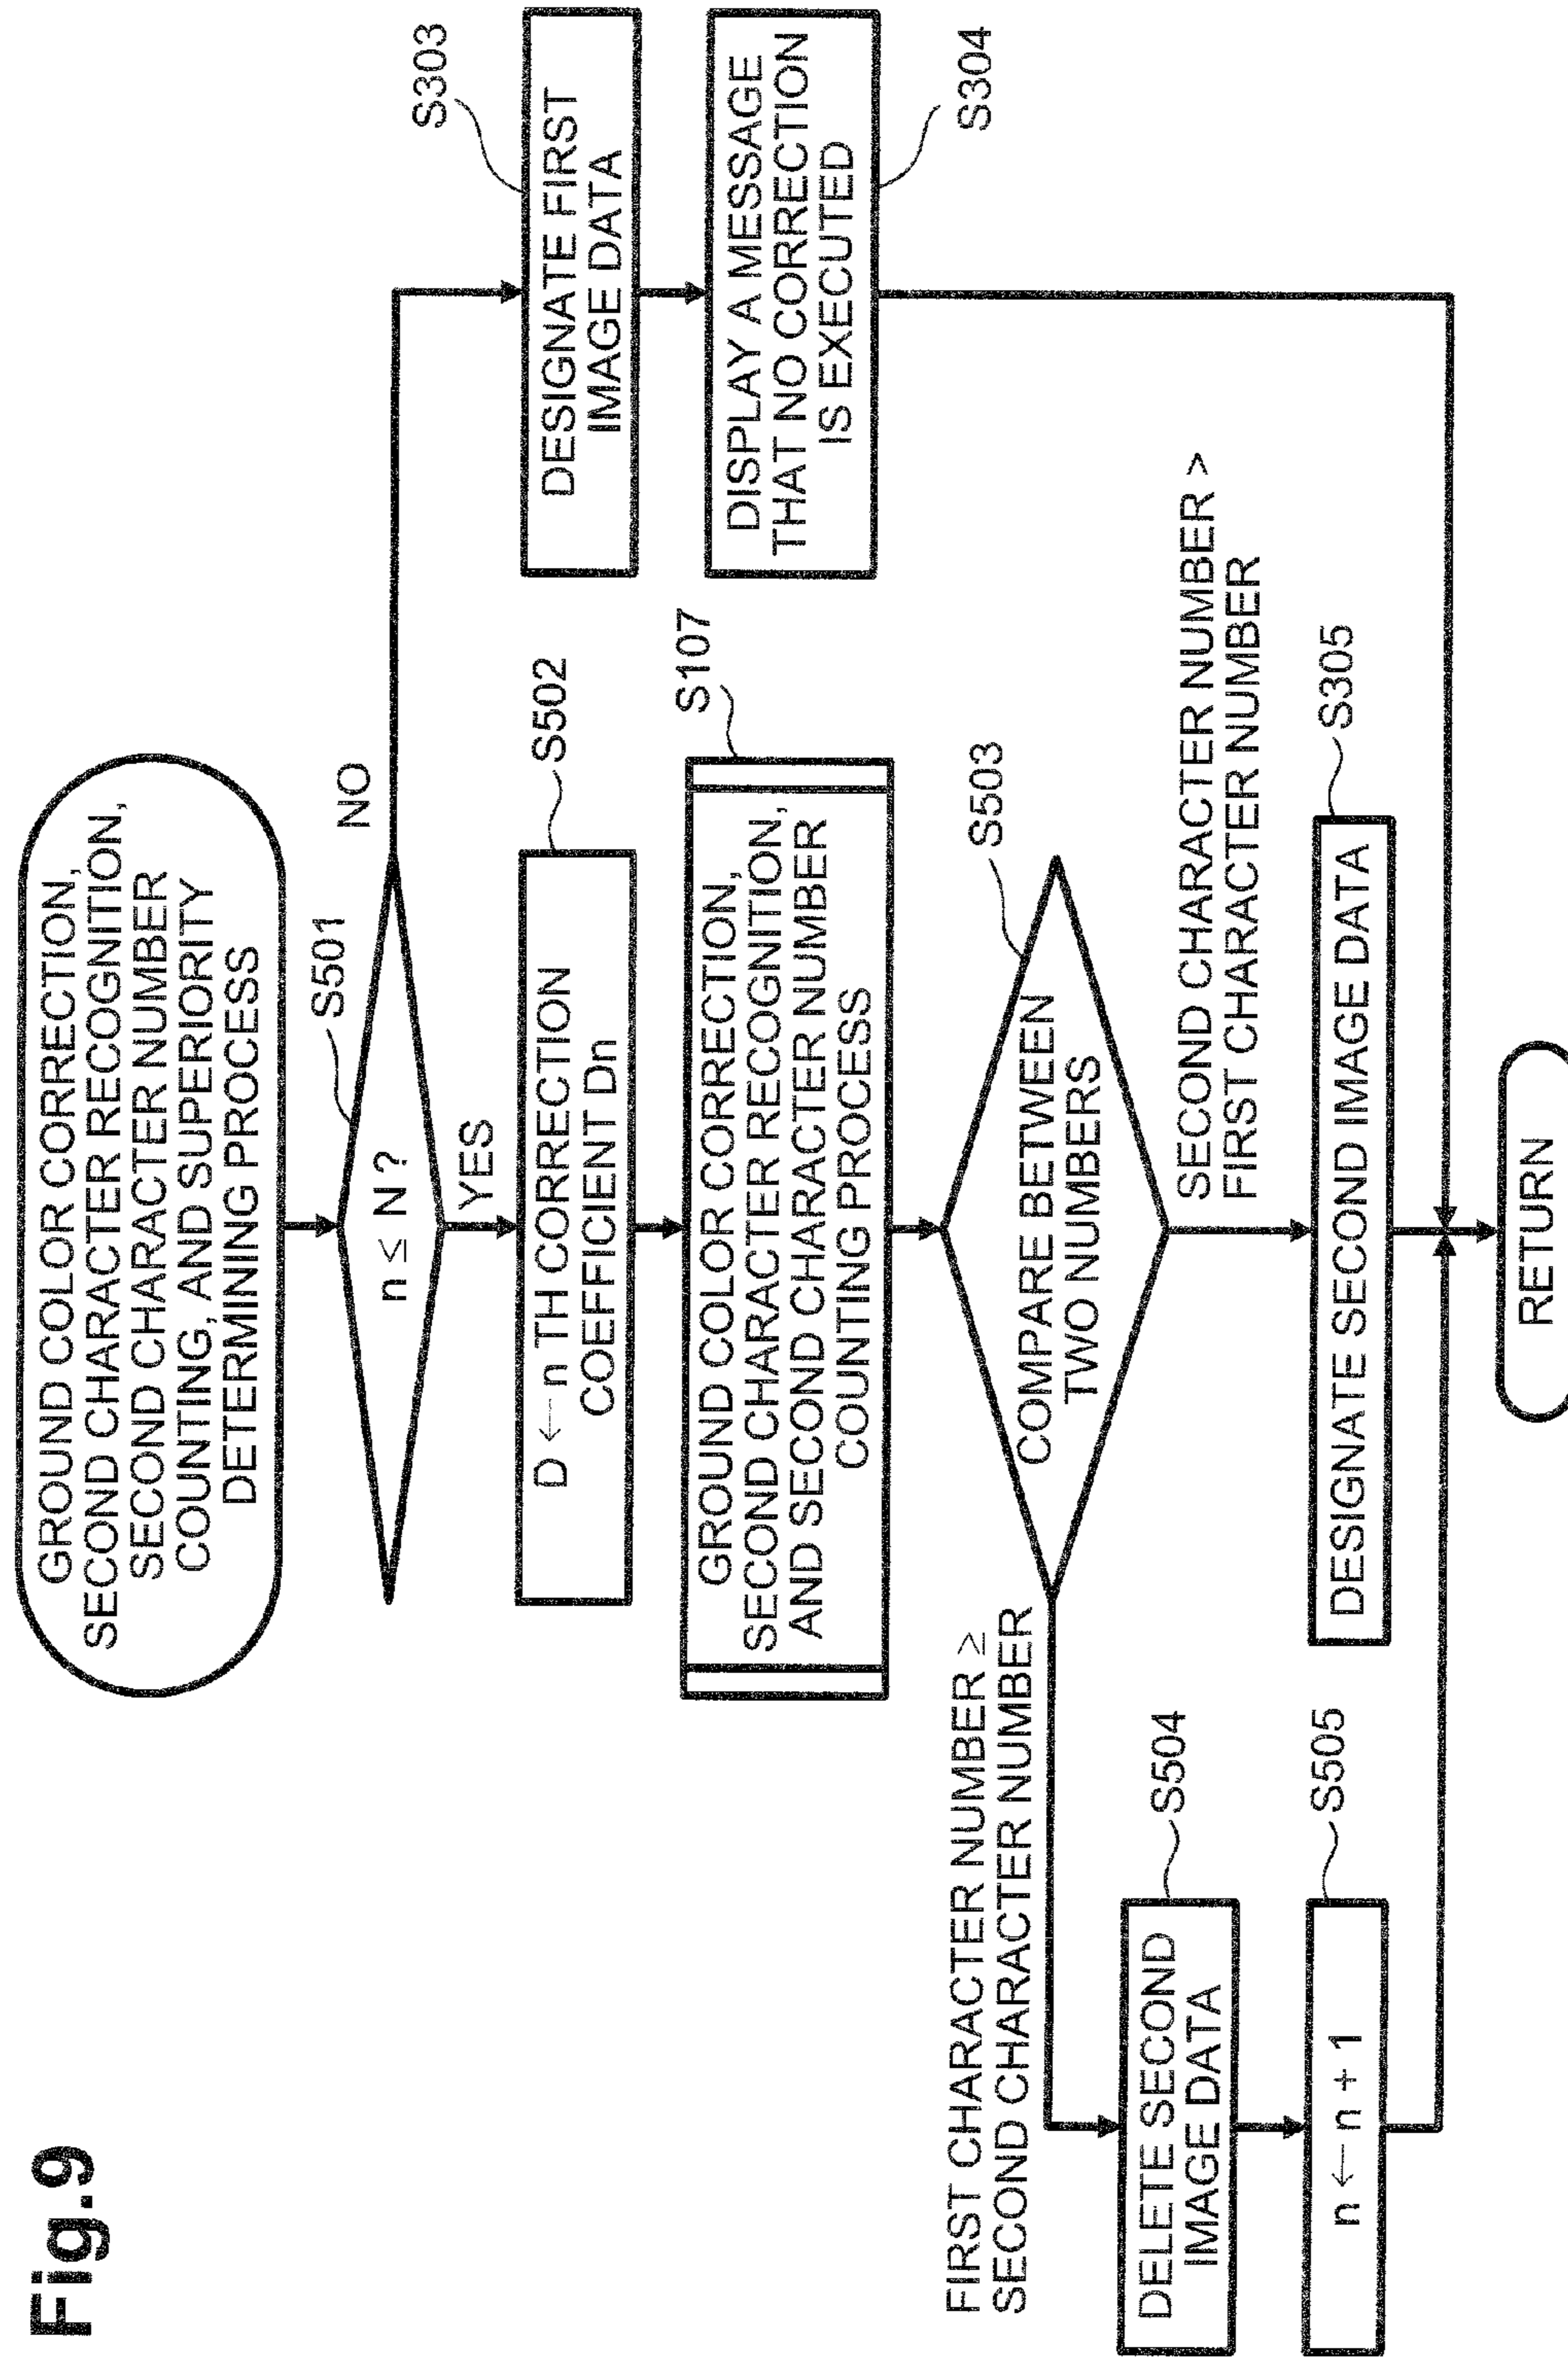 Fig.9
GROUND COLOR CORRECTION,
SECOND CHARACTER RECOGNITION,
SECOND CHARACTER NUMBER
COUNTING, AND SUPERIORITY
DETERMINING PROCESS
S501
n ≤ N ?
NO
YES
S303
DESIGNATE FIRST
IMAGE DATA
S502
D ← n TH CORRECTION
COEFFICIENT Dn
S304
DISPLAY A MESSAGE
THAT NO CORRECTION
IS EXECUTED
S107
GROUND COLOR CORRECTION,
SECOND CHARACTER RECOGNITION,
AND SECOND CHARACTER NUMBER
COUNTING PROCESS
S503
COMPARE BETWEEN
TWO NUMBERS
FIRST CHARACTER NUMBER ≥
SECOND CHARACTER NUMBER
SECOND CHARACTER NUMBER >
FIRST CHARACTER NUMBER
S504
DELETE SECOND
IMAGE DATA
S505
n ← n + 1
S305
DESIGNATE SECOND IMAGE DATA
RETURN